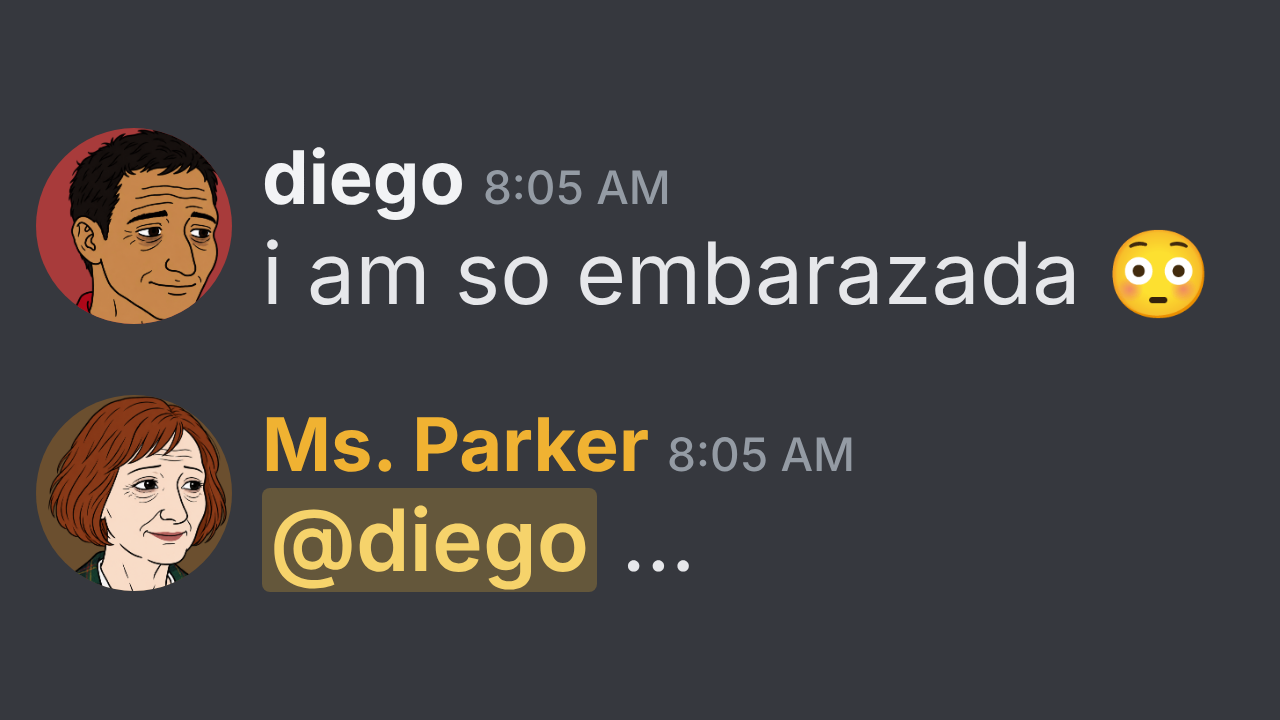 diego 8:05 AM
i am so embarazada 😳
Ms. Parker 8:05 AM
@diego ...